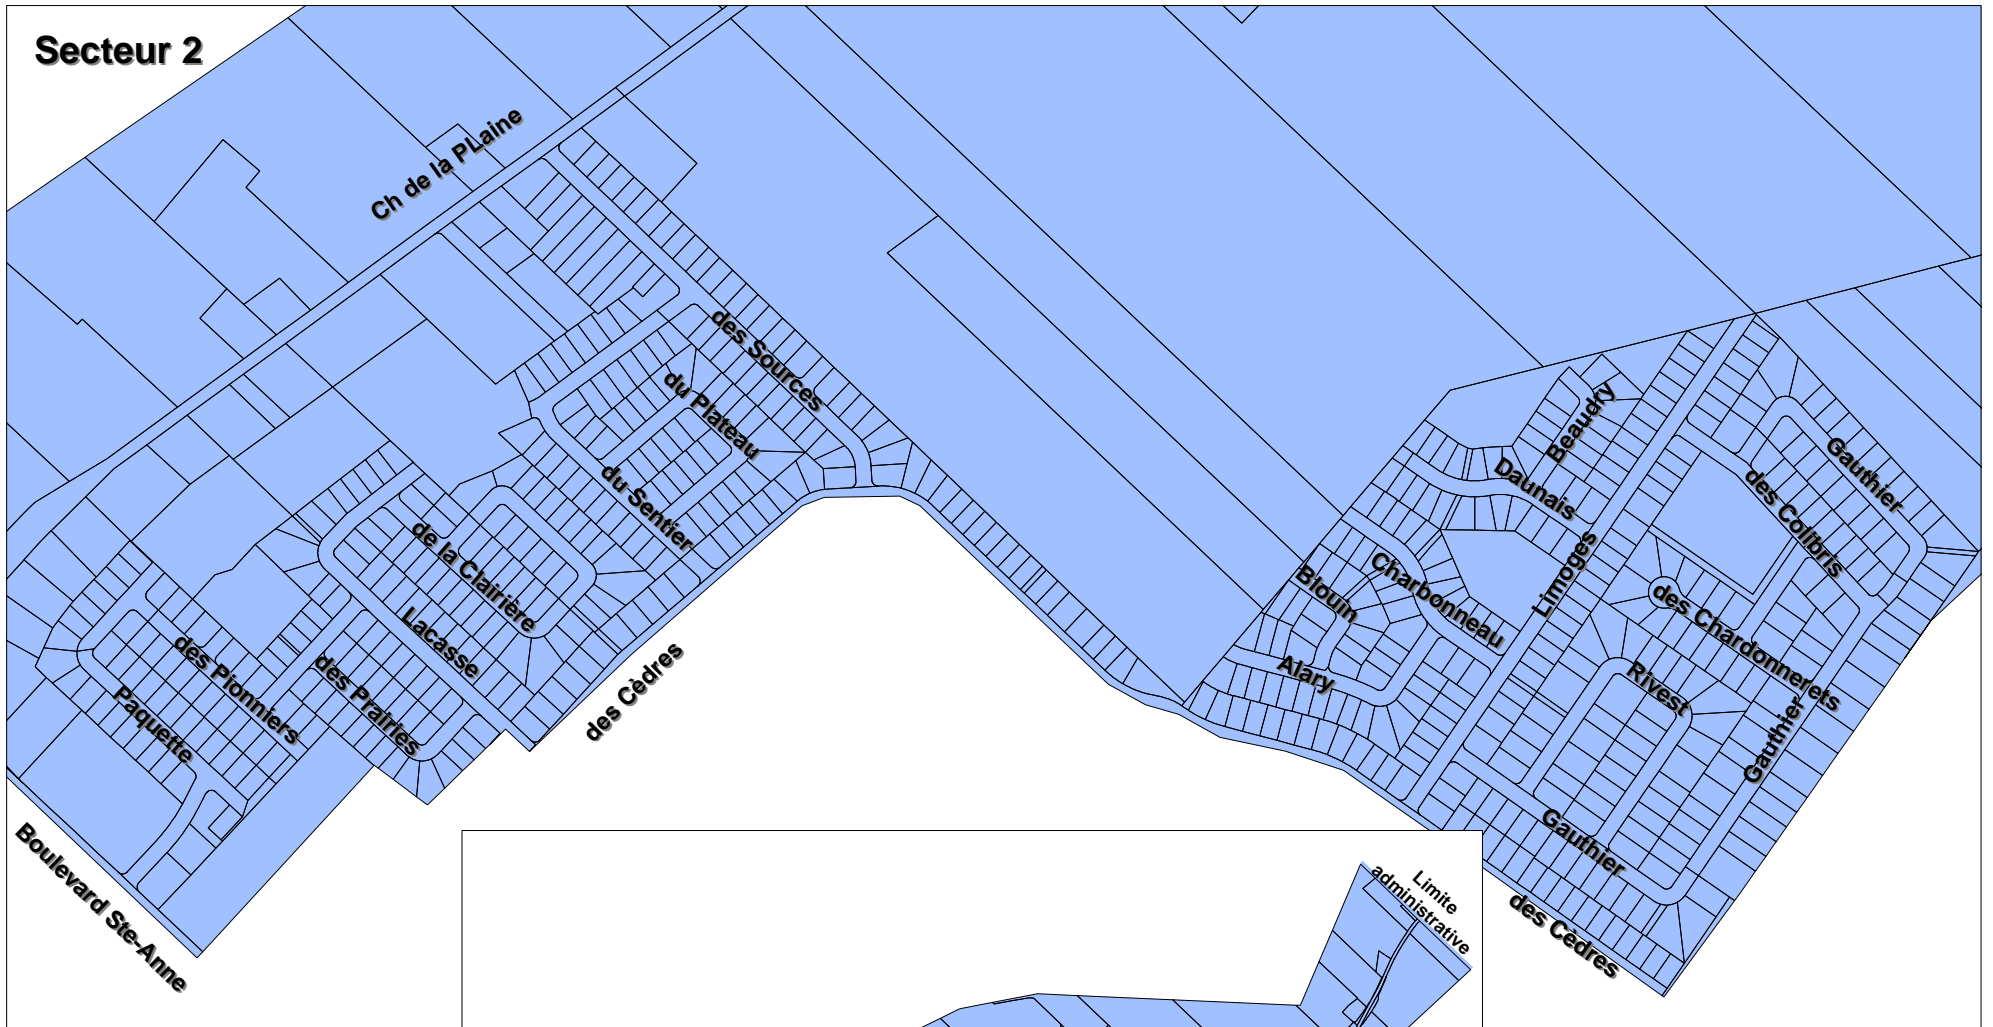 Secteur 2
Ch de la PLaine
des Sources
du Plateau
du Sentier
de la Clairière
Lacasse
des Cèdres
des Prairies
des Pionniers
Paquette
Boulevard Ste-Anne
Beaudry
Daunais
Gauthier
des Colibris
Limoges
Charbonneau
Blouin
Alary
des Chardonnerets
Rivest
Gauthier
Gauthier
des Cèdres
Limite
administrative